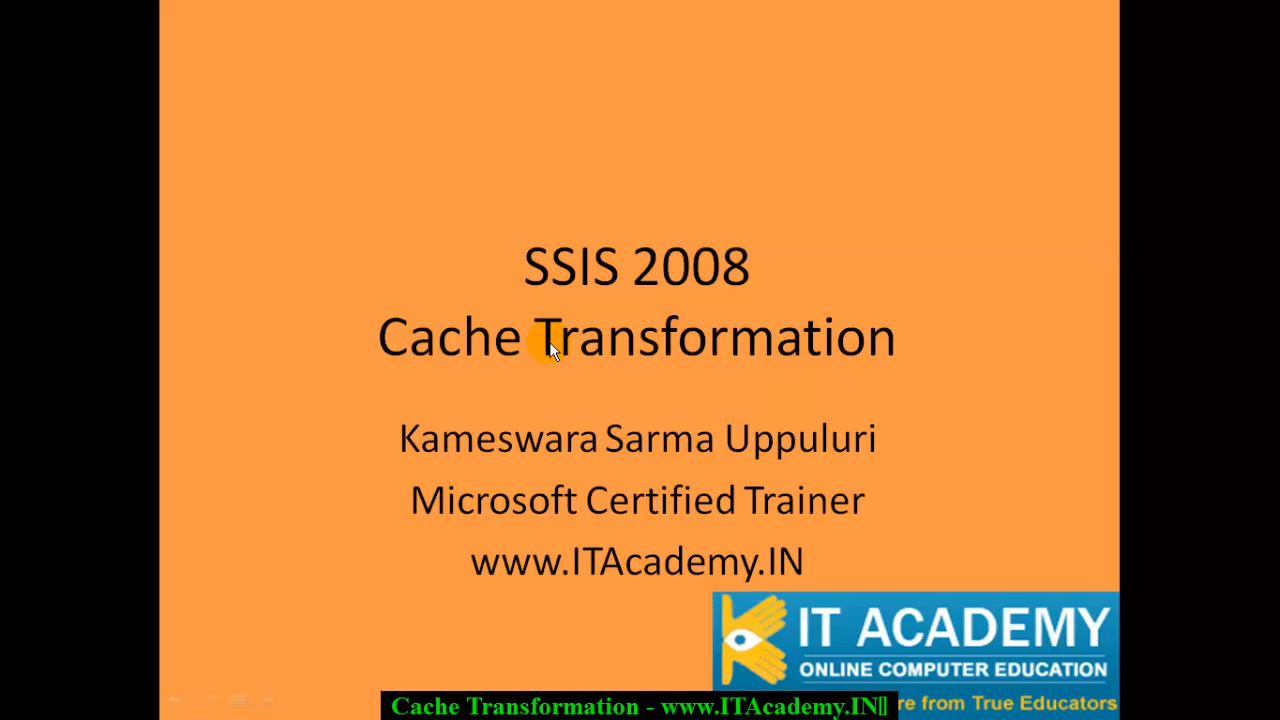 SSIS 2008
Cache Transformation
Kameswara Sarma Uppuluri
Microsoft Certified Trainer
www.ITAcademy.IN
IT ACADEMY
ONLINE COMPUTER EDUCATION
from True Educators
Cache Transformation - www.ITAcademy.IN